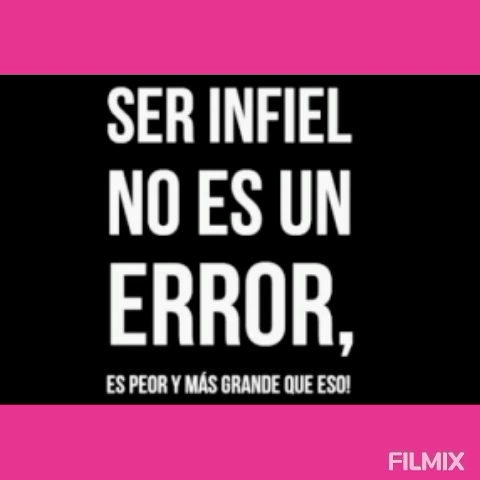 SER INFIEL
NO ES UN
ERROR,
ES PEOR Y MÁS GRANDE QUE ESO!
FILMIX